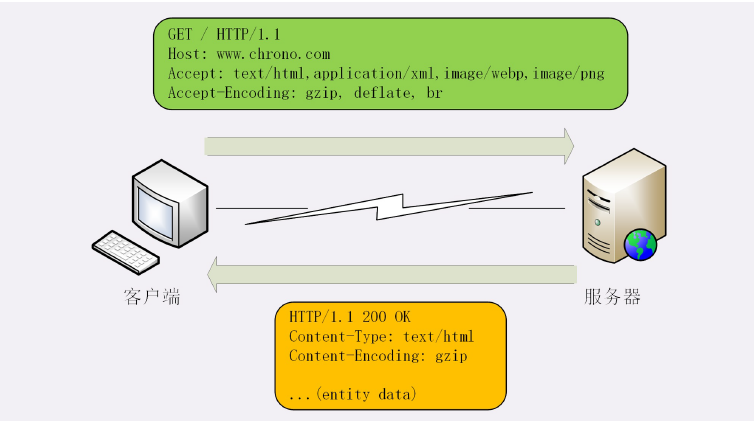 GET / HTTP/1.1
Host: www.chrono.com
Accept: text/html,application/xml,image/webp,image/png
Accept-Encoding: gzip, deflate, br
客户端
服务器
HTTP/1.1 200 OK
Content-Type: text/html
Content-Encoding: gzip
...(entity data)